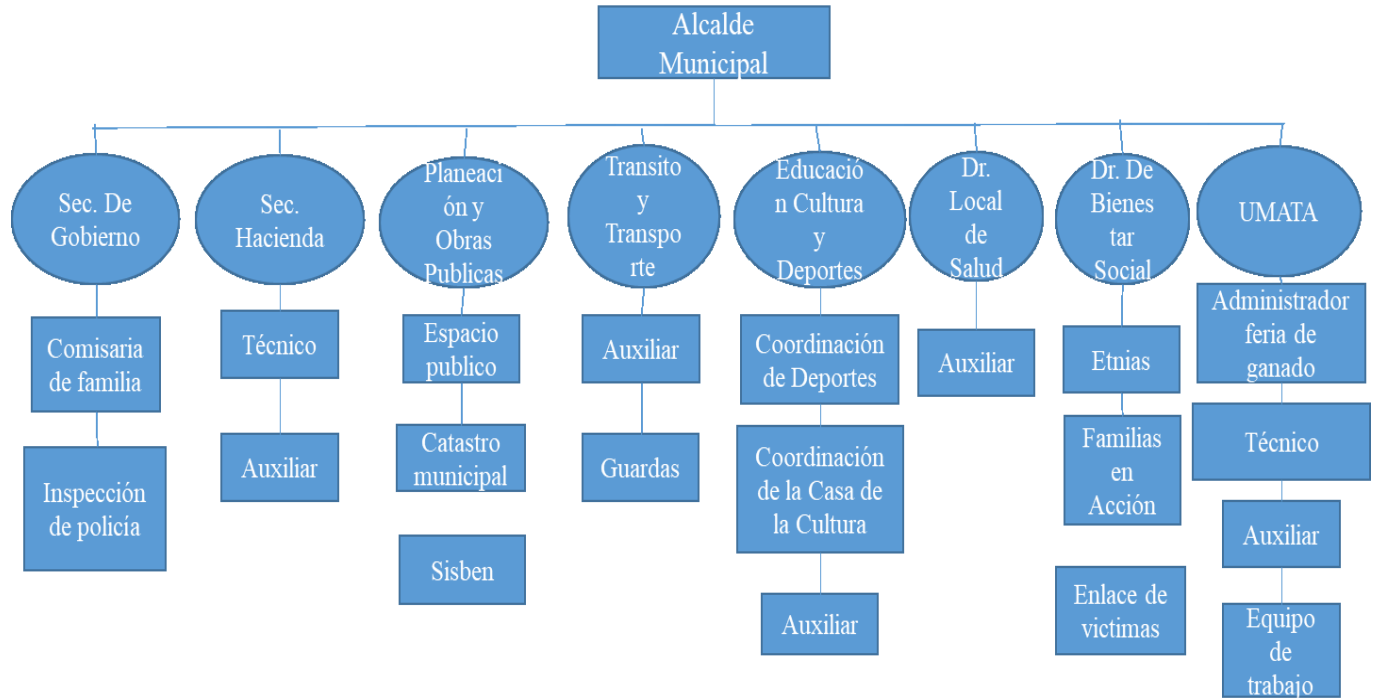 Alcalde
Municipal
Sec. De
Gobierno
Sec.
Hacienda
Planeaci
ón y
Obras
Publicas
Transito
y
Transpo
rte
Educació
n Cultura
y
Deportes
Dr.
Local
de
Salud
Dr. De
Bienes
tar
Social
UMATA
Comisaria
de familia
Inspección
de policía
Técnico
Auxiliar
Espacio
publico
Catastro
municipal
Sisben
Auxiliar
Guardas
Coordinación
de Deportes
Coordinación
de la Casa de
la Cultura
Auxiliar
Auxiliar
Etnias
Familias
en
Acción
Enlace de
victimas
Administrador
feria de
ganado
Técnico
Auxiliar
Equipo
de
trabajo